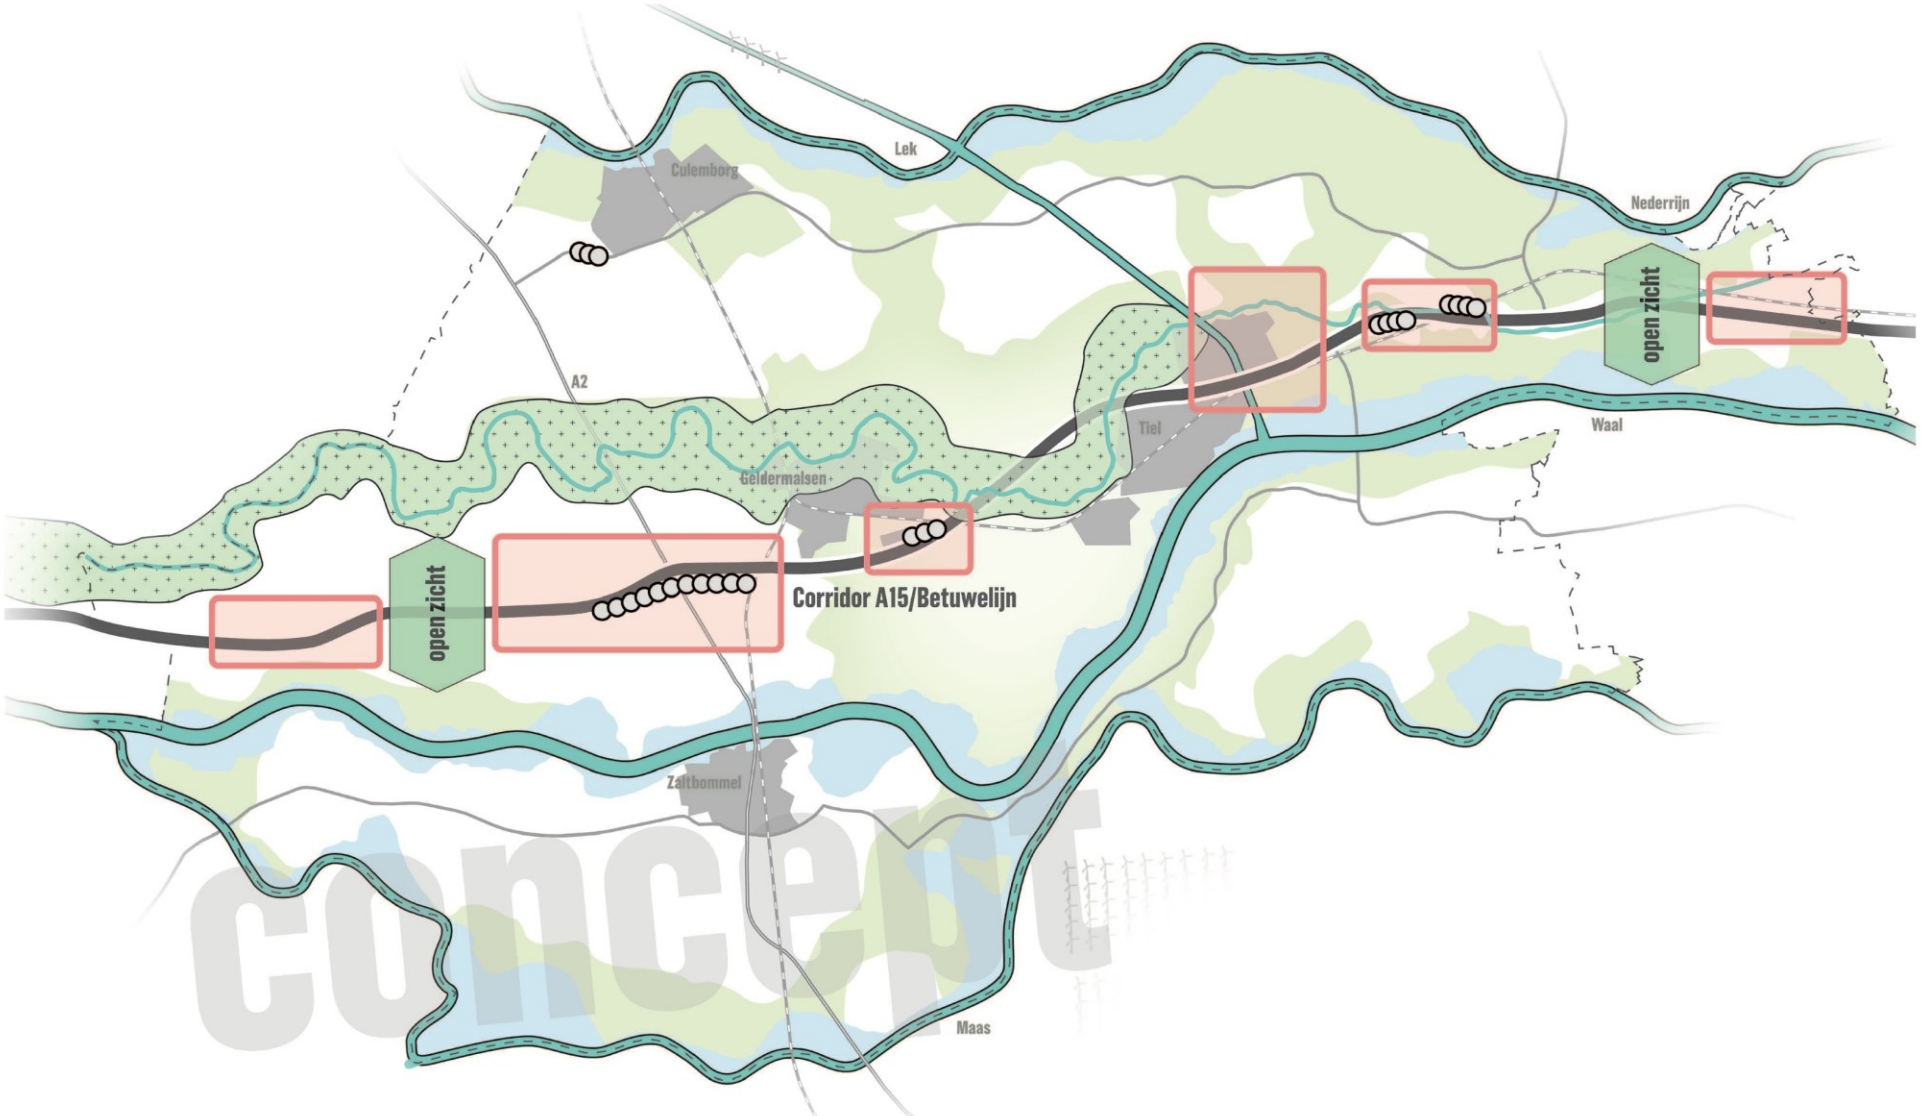 Lek
Culemborg
Nederrijn
open zicht
A2
Waal
Tiel
Geldermalsen
open zicht
Corridor A15/Betuwelijn
Zaltbommel
concept
Maas